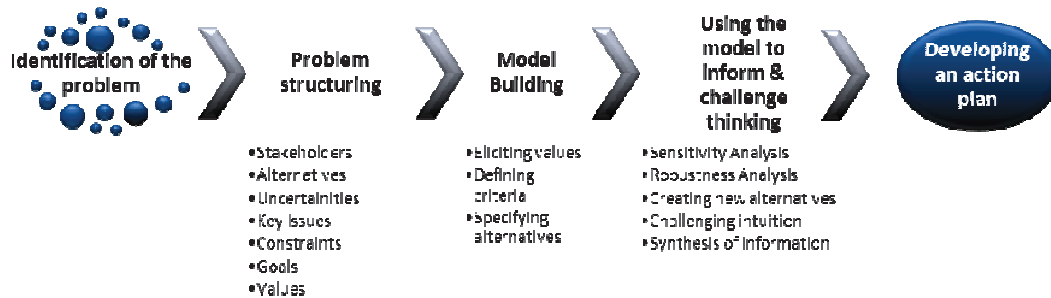 Identification of the
problem
Problem
structuring
•Stakeholders
•Alternatives
•Uncertainities
•Key Issues
•Constraints
•Goals
•Values
Model
Building
•Eliciting values
•Defining
criteria
•Specifying
alternatives
Using the
model to
inform &
challenge
thinking
•Sensitivity Analysis
•Robustness Analysis
•Creating new alternatives
•Challenging intuition
•Synthesis of information
Developing
an action
plan